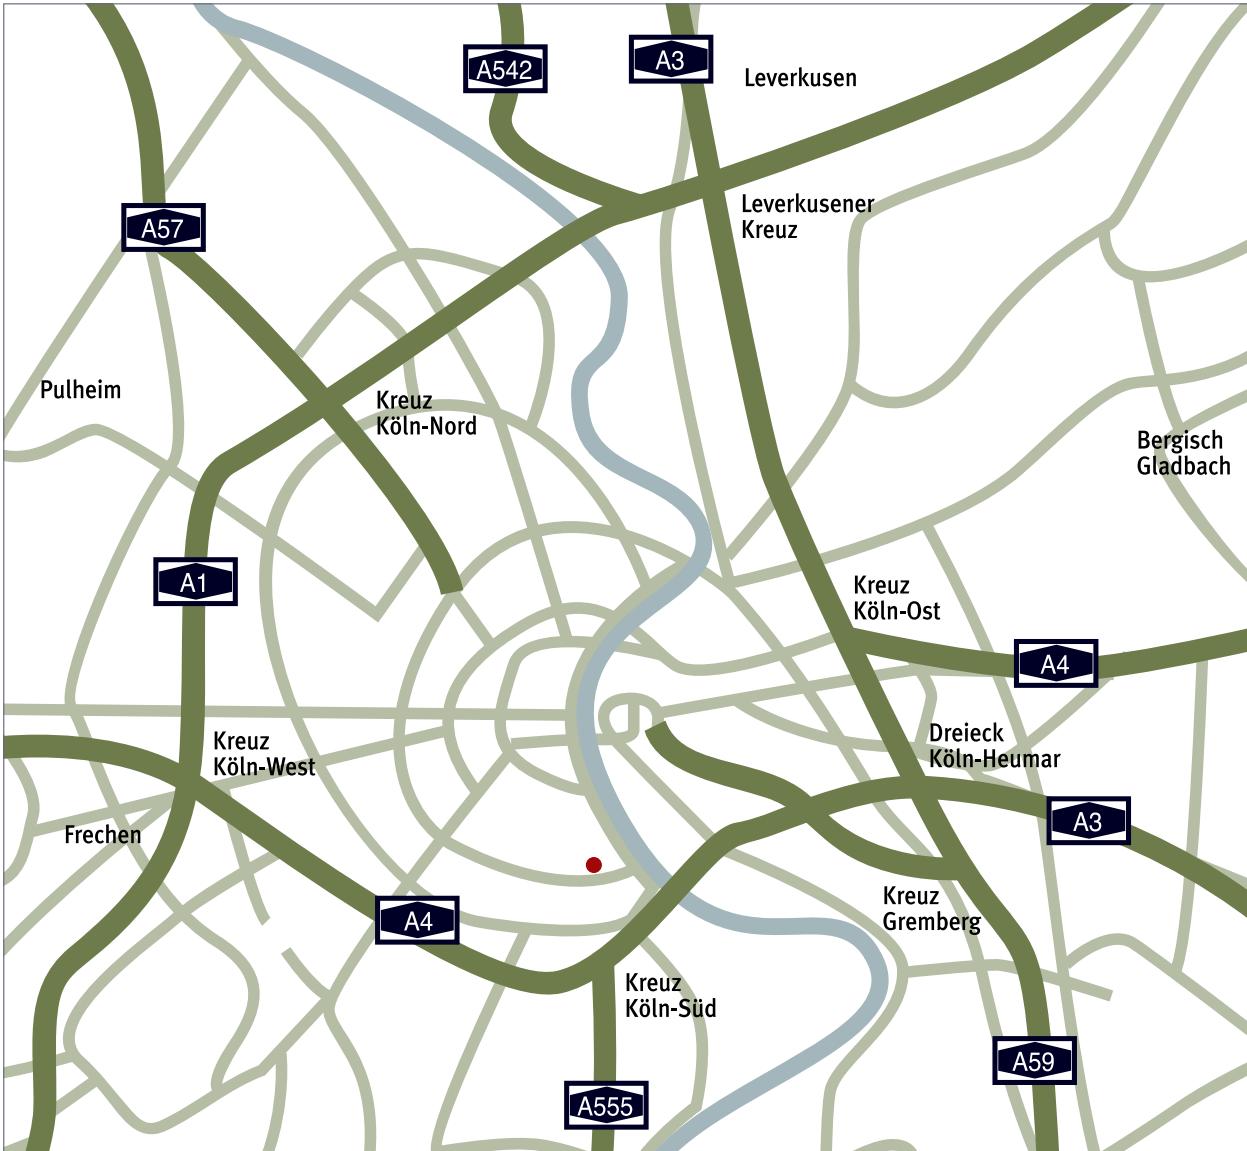 A542
A3
Leverkusen
Leverkusener
Kreuz
A57
Pulheim
Kreuz
Köln-Nord
Bergisch
Gladbach
A1
Kreuz
Köln-Ost
A4
Kreuz
Köln-West
Dreieck
Köln-Heumar
A3
Frechen
Kreuz
Gremberg
A4
Kreuz
Köln-Süd
A59
A555